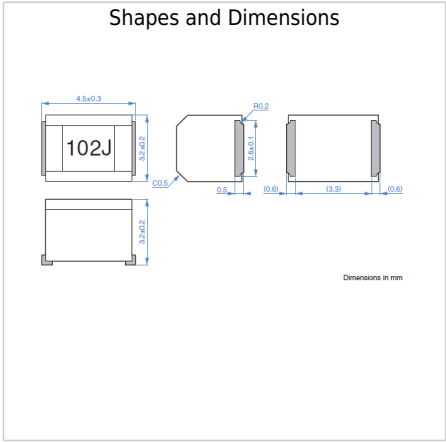 Shapes and Dimensions
4.5±0.3
102J
3.2±0.2
R0.2
2.6±0.1
C0.5
0.5
(0.6)
(3.3)
(0.6)
3.2±0.2
Dimensions in mm